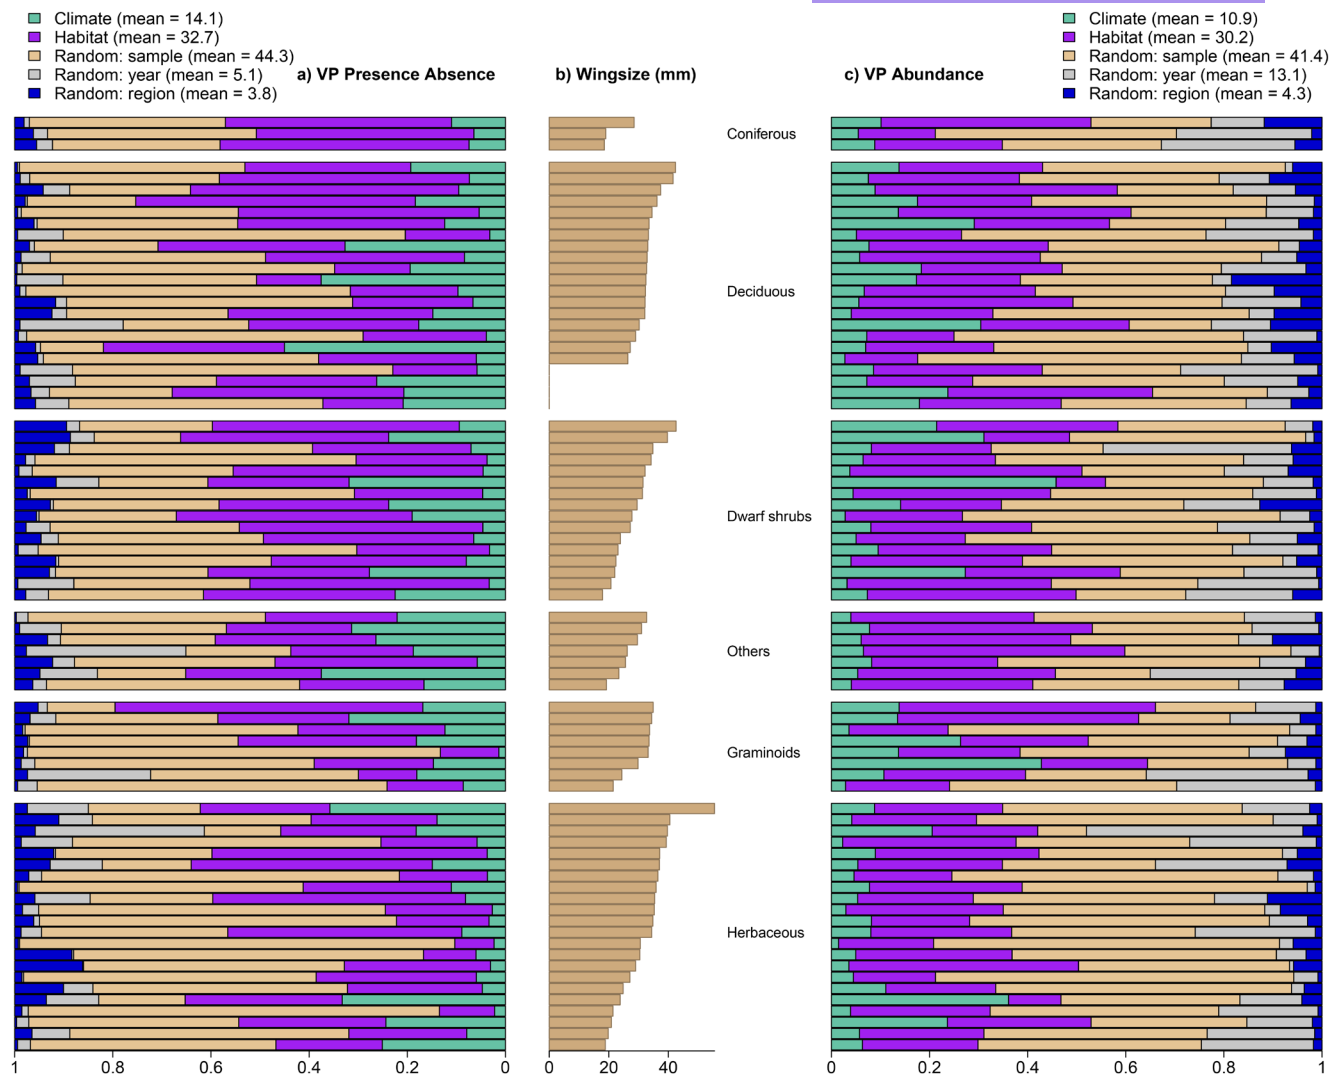 Climate (mean = 14.1)
Habitat (mean = 32.7)
Random: sample (mean = 44.3)
Random: year (mean = 5.1)
Random: region (mean = 3.8)
a) VP Presence Absence
b) Wingsize (mm)
c) VP Abundance
Climate (mean = 10.9)
Habitat (mean = 30.2)
Random: sample (mean = 41.4)
Random: year (mean = 13.1)
Random: region (mean = 4.3)
Coniferous
Deciduous
Dwarf shrubs
Others
Graminoids
Herbaceous
1 0.8 0.6 0.4 0.2 0
0 20 40
0 0.2 0.4 0.6 0.8 1